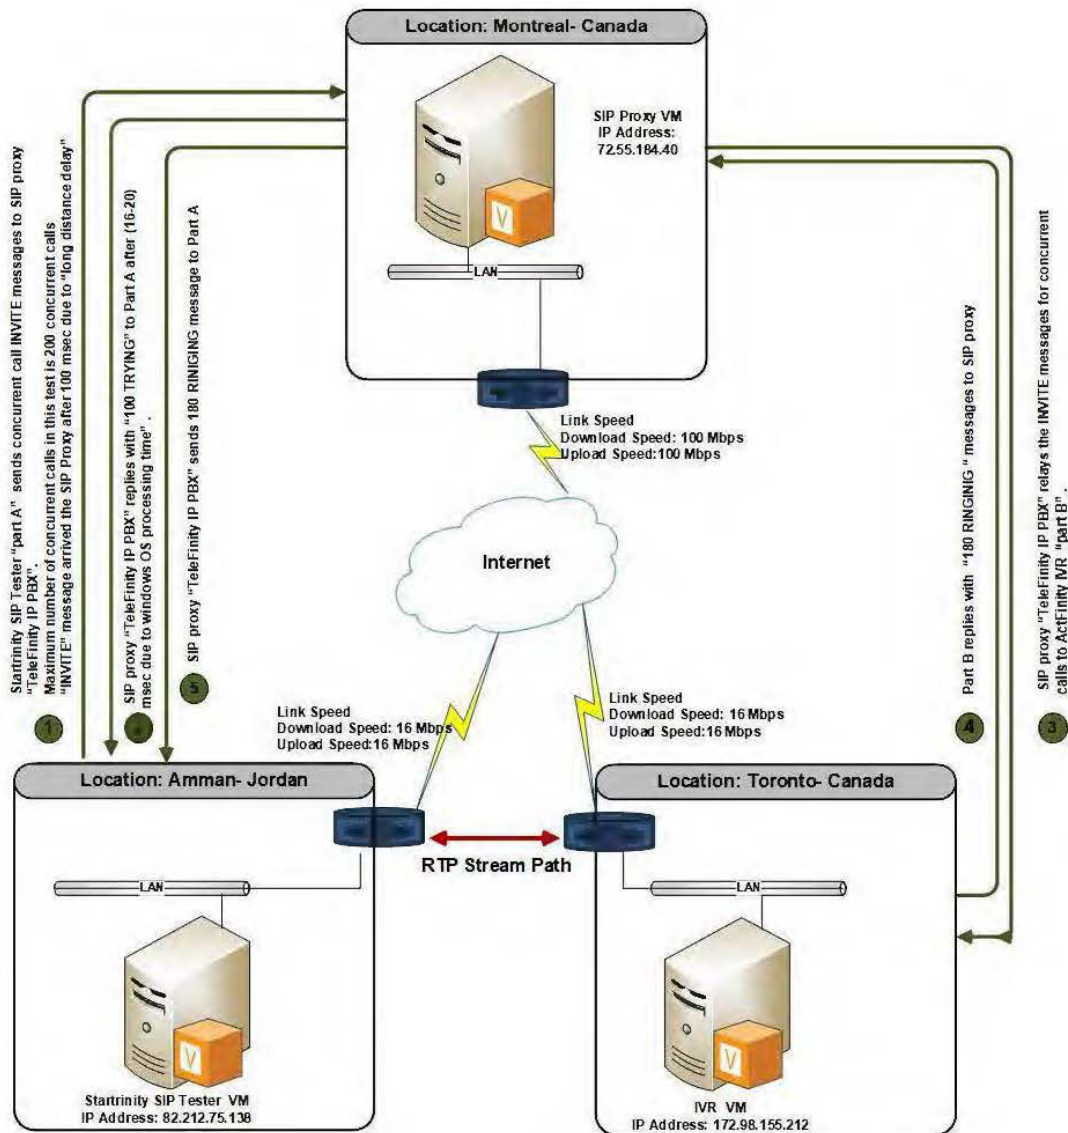 Location: Montreal- Canada
SIP Proxy VM
IP Address:
72.55.184.40
LAN
Link Speed
Download Speed: 100 Mbps
Upload Speed:100 Mbps
Internet
Startrinity SIP Tester "part A" sends concurrent call INVITE messages to SIP proxy
"TeleFinity IP PBX".
Maximum number of concurrent calls in this test is 200 concurrent calls
"INVITE" message arrived the SIP Proxy after 100 msec due to "long distance delay"
1
SIP proxy "TeleFinity IP PBX" replies with "100 TRYING" to Part A after (16-20)
msec due to windows OS processing time" .
SIP proxy "TeleFinity IP PBX" sends 180 RINIGING message to Part A
5
Part B replies with "180 RINGINIG " messages to SIP proxy
4
SIP proxy "TeleFinity IP PBX" relays the INVITE messages for concurrent
calls to ActFinity IVR "part B" .
3
Link Speed
Download Speed: 16 Mbps
Upload Speed:16 Mbps
Link Speed
Download Speed: 16 Mbps
Upload Speed:16 Mbps
Location: Amman- Jordan
LAN
Startrinity SIP Tester VM
IP Address: 82.212.75.138
RTP Stream Path
Location: Toronto- Canada
LAN
IVR VM
IP Address: 172.98.155.212
V
V
V